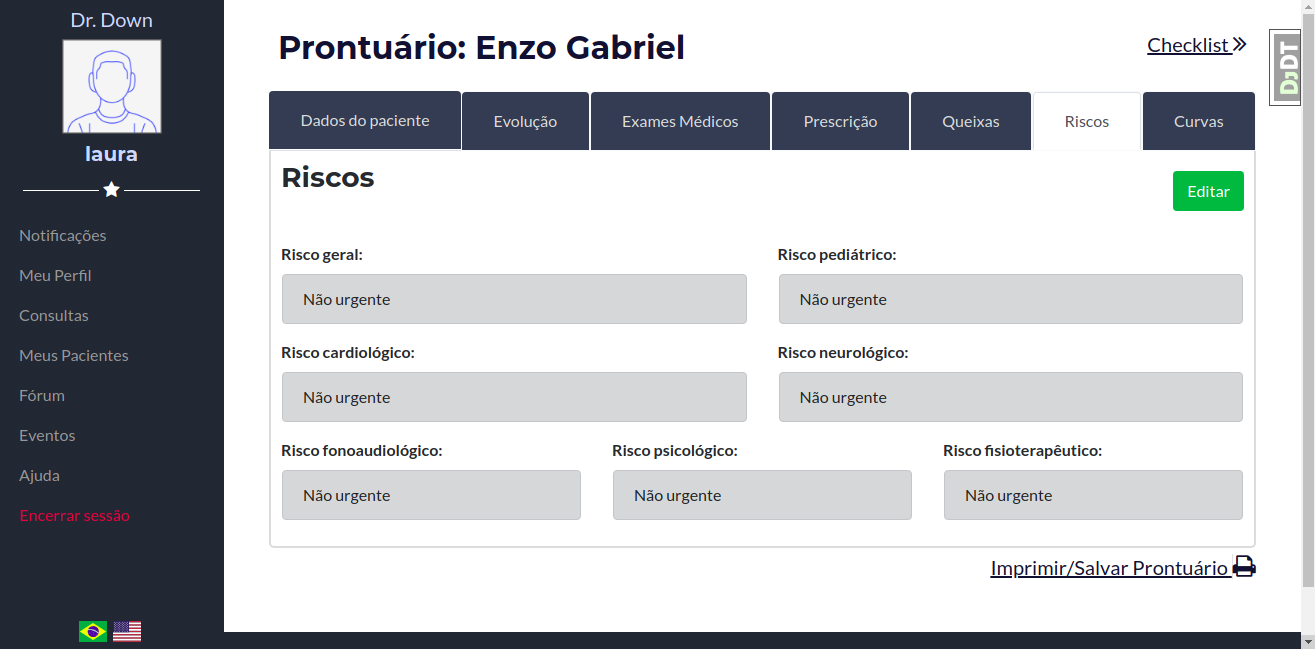 Dr. Down
laura
Notificações
Meu Perfil
Consultas
Meus Pacientes
Fórum
Eventos
Ajuda
Encerrar sessão
Prontuário: Enzo Gabriel
Checklist
DJDT
Dados do paciente Evolução Exames Médicos Prescrição Queixas Riscos Curvas
Riscos
Editar
Risco geral: Risco pediátrico:
Não urgente Não urgente
Risco cardiológico: Risco neurológico:
Não urgente Não urgente
Risco fonoaudiológico: Risco psicológico: Risco fisioterapêutico:
Não urgente Não urgente Não urgente
Imprimir/Salvar Prontuário